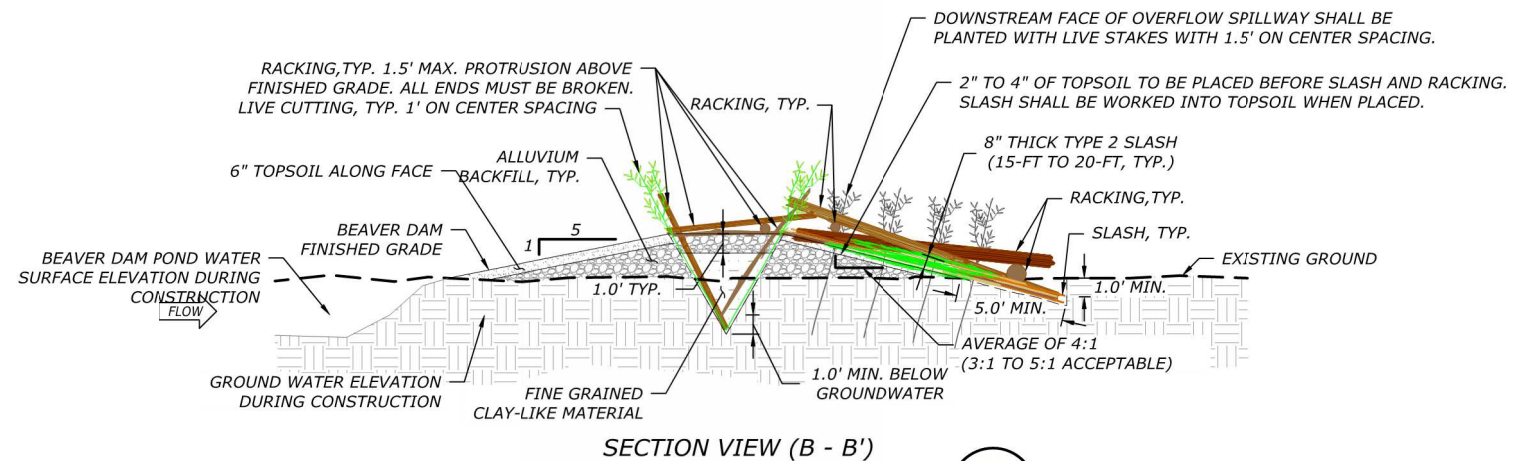 DOWNSTREAM FACE OF OVERFLOW SPILLWAY SHALL BE
PLANTED WITH LIVE STAKES WITH 1.5' ON CENTER SPACING.
RACKING,TYP. 1.5' MAX. PROTRUSION ABOVE
FINISHED GRADE. ALL ENDS MUST BE BROKEN.
LIVE CUTTING, TYP. 1' ON CENTER SPACING
RACKING, TYP.
2" TO 4" OF TOPSOIL TO BE PLACED BEFORE SLASH AND RACKING.
SLASH SHALL BE WORKED INTO TOPSOIL WHEN PLACED.
8" THICK TYPE 2 SLASH
(15-FT TO 20-FT, TYP.)
ALLUVIUM
BACKFILL, TYP.
6" TOPSOIL ALONG FACE
RACKING,TYP.
BEAVER DAM
FINISHED GRADE
5
1
SLASH, TYP.
BEAVER DAM POND WATER
SURFACE ELEVATION DURING
CONSTRUCTION
EXISTING GROUND
FLOW
1.0' TYP.
1.0' MIN.
5.0' MIN.
AVERAGE OF 4:1
(3:1 TO 5:1 ACCEPTABLE)
GROUND WATER ELEVATION
DURING CONSTRUCTION
FINE GRAINED
CLAY-LIKE MATERIAL
1.0' MIN. BELOW
GROUNDWATER
SECTION VIEW (B - B')